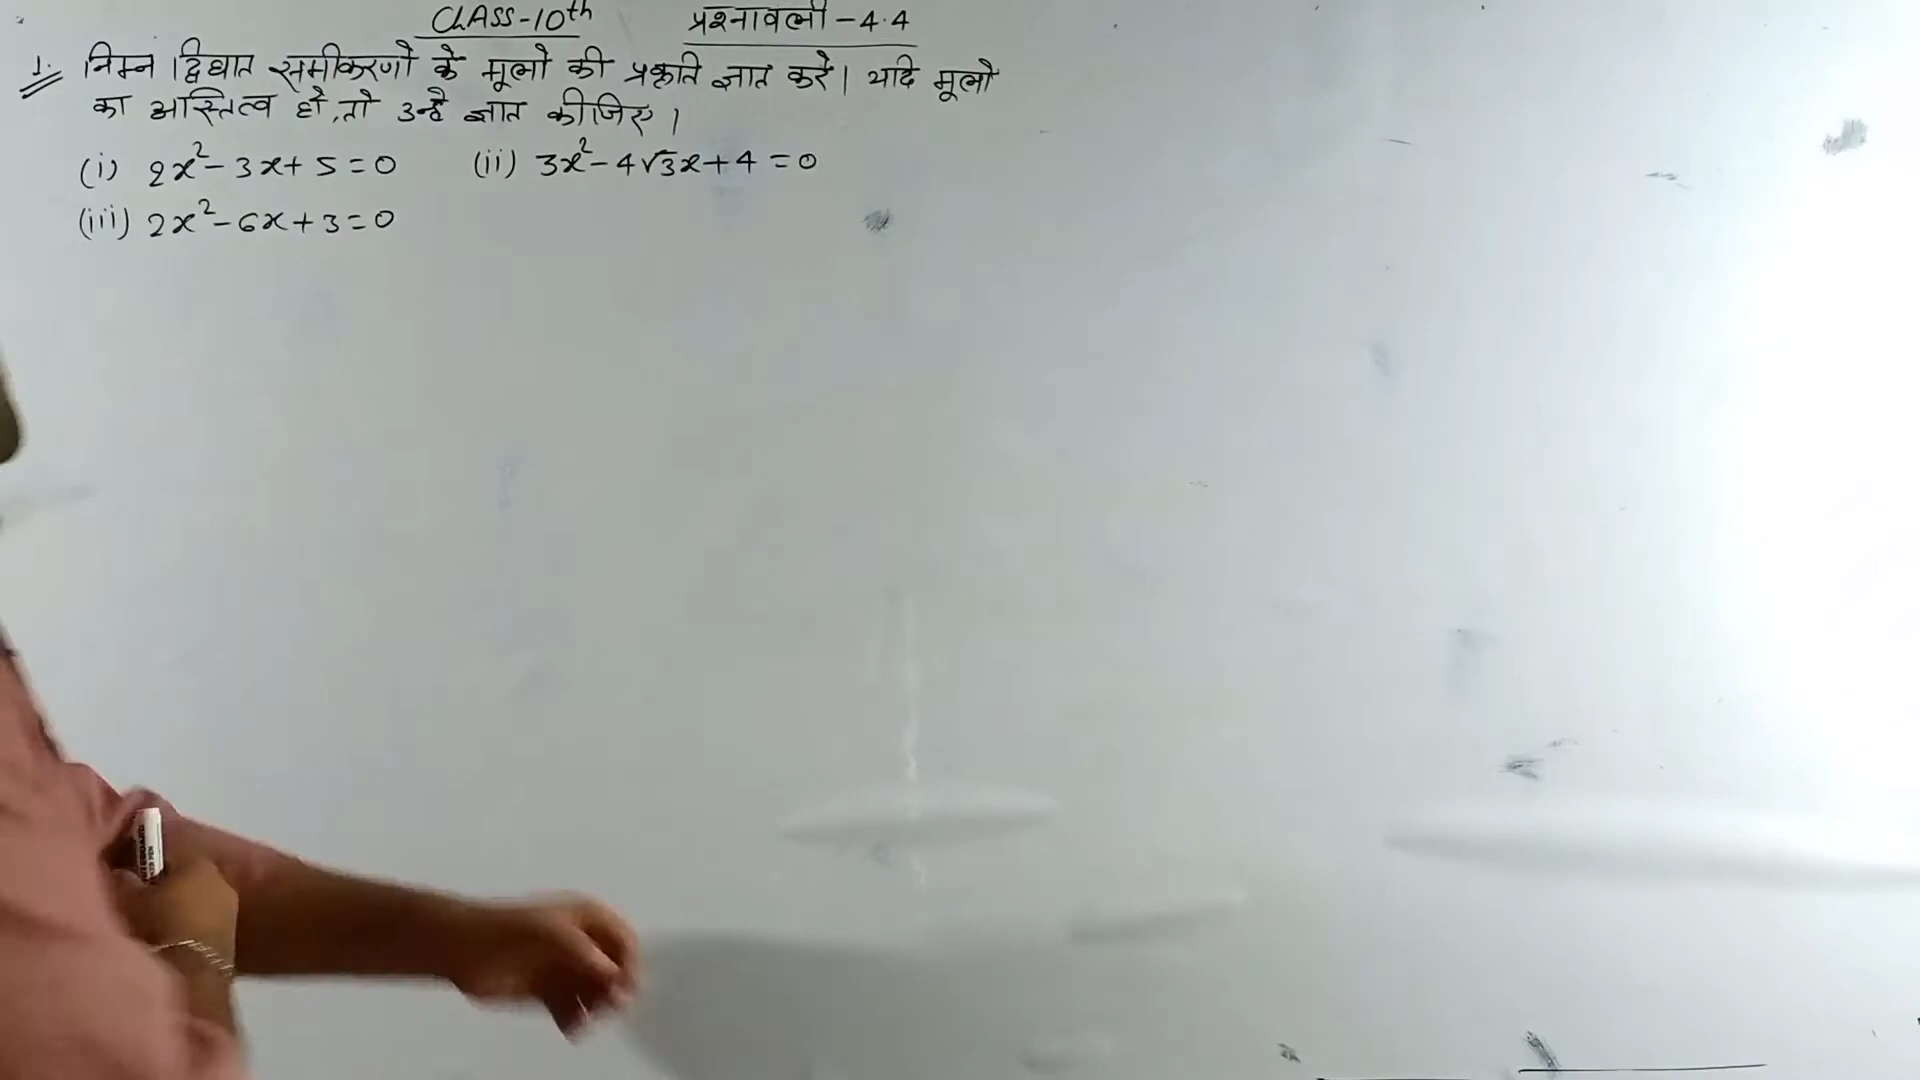 CLASS-10th प्रश्नावली-4.4
1. निम्न द्विघात समीकरणों के मूलों की प्रकृति ज्ञात करें। यदि मूलों
का अस्तित्व हो, तो उन्हें ज्ञात कीजिए।
(i) 2x²-3x+5=0 (ii) 3x²-4√3x+4=0
(iii) 2x²-6x+3=0